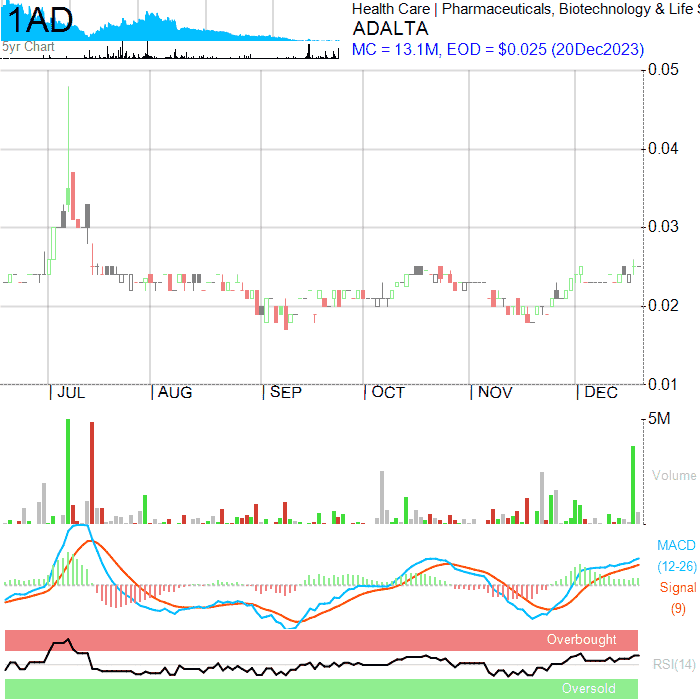 1AD
5yr Chart
Health Care | Pharmaceuticals, Biotechnology & Life S
ADALTA
MC = 13.1M, EOD = $0.025 (20Dec2023)
0.05
0.04
0.03
0.02
0.01
JUL
AUG
SEP
OCT
NOV
DEC
5M
Volume
MACD
(12-26)
Signal
(9)
Overbought
RSI(14)
Oversold